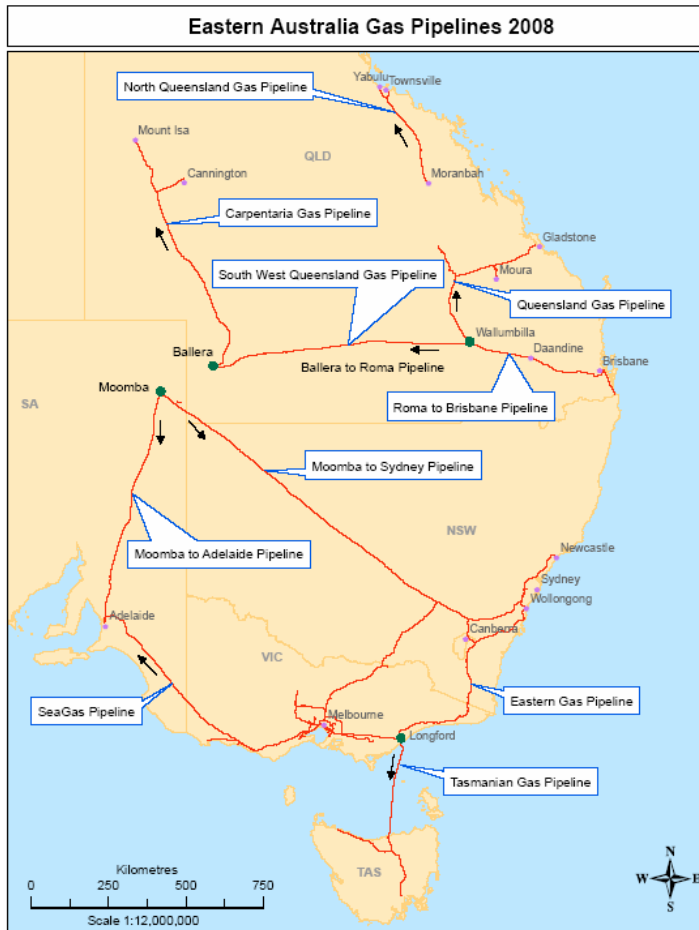 Eastern Australia Gas Pipelines 2008
Yabulu
Townsville
North Queensland Gas Pipeline
Mount Isa
QLD
Cannington
Moranbah
Carpentaria Gas Pipeline
Gladstone
South West Queensland Gas Pipeline
Moura
Queensland Gas Pipeline
Wallumbilla
Ballera
Daandine
Ballera to Roma Pipeline
Brisbane
Moomba
SA
Roma to Brisbane Pipeline
Moomba to Sydney Pipeline
NSW
Moomba to Adelaide Pipeline
Newcastle
Sydney
Wollongong
Adelaide
Canberra
VIC
SeaGas Pipeline
Eastern Gas Pipeline
Melbourne
Longford
Tasmanian Gas Pipeline
TAS
Kilometres
0 250 500 750
Scale 1:12,000,000
N
W E
S